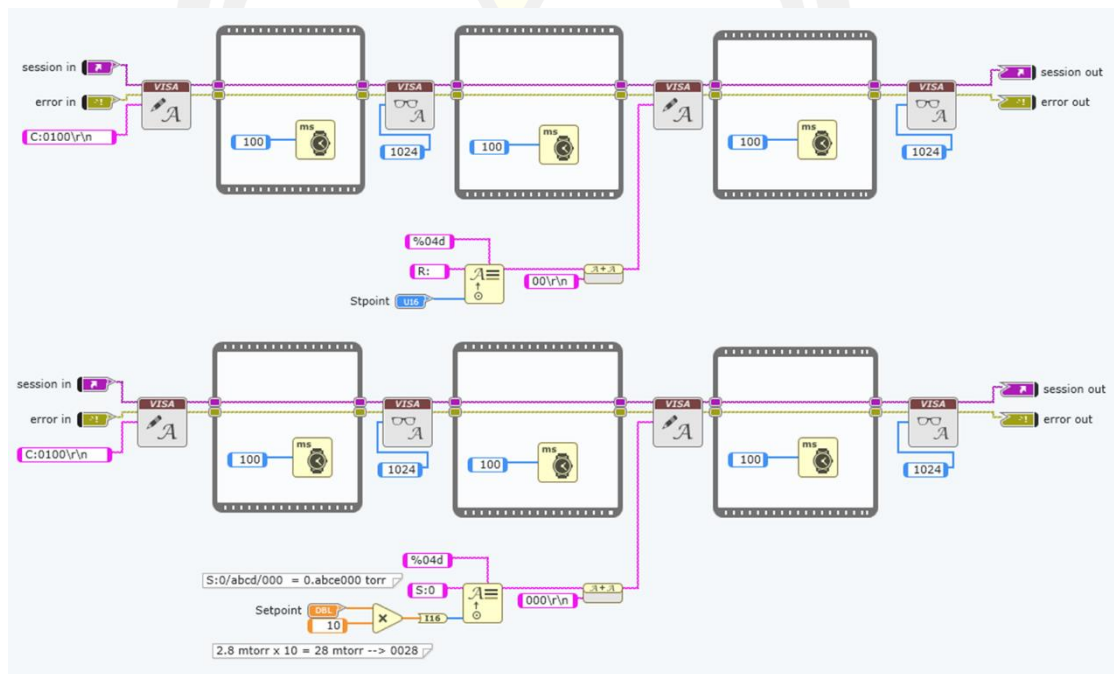 session in
VISA
VISA
VISA
VISA
session out
error in
error out
C:0100\r\n
ms
100
1024
ms
100
ms
100
1024
%04d
R:
00\r\n
A+A
Stpoint U16
session in
VISA
VISA
VISA
VISA
session out
error in
error out
C:0100\r\n
ms
100
1024
ms
100
ms
100
1024
%04d
S:0/abcd/000 = 0.abce000 torr
S:0
000\r\n
A+A
Setpoint DBL
10
I16
2.8 mtorr x 10 = 28 mtorr --> 0028